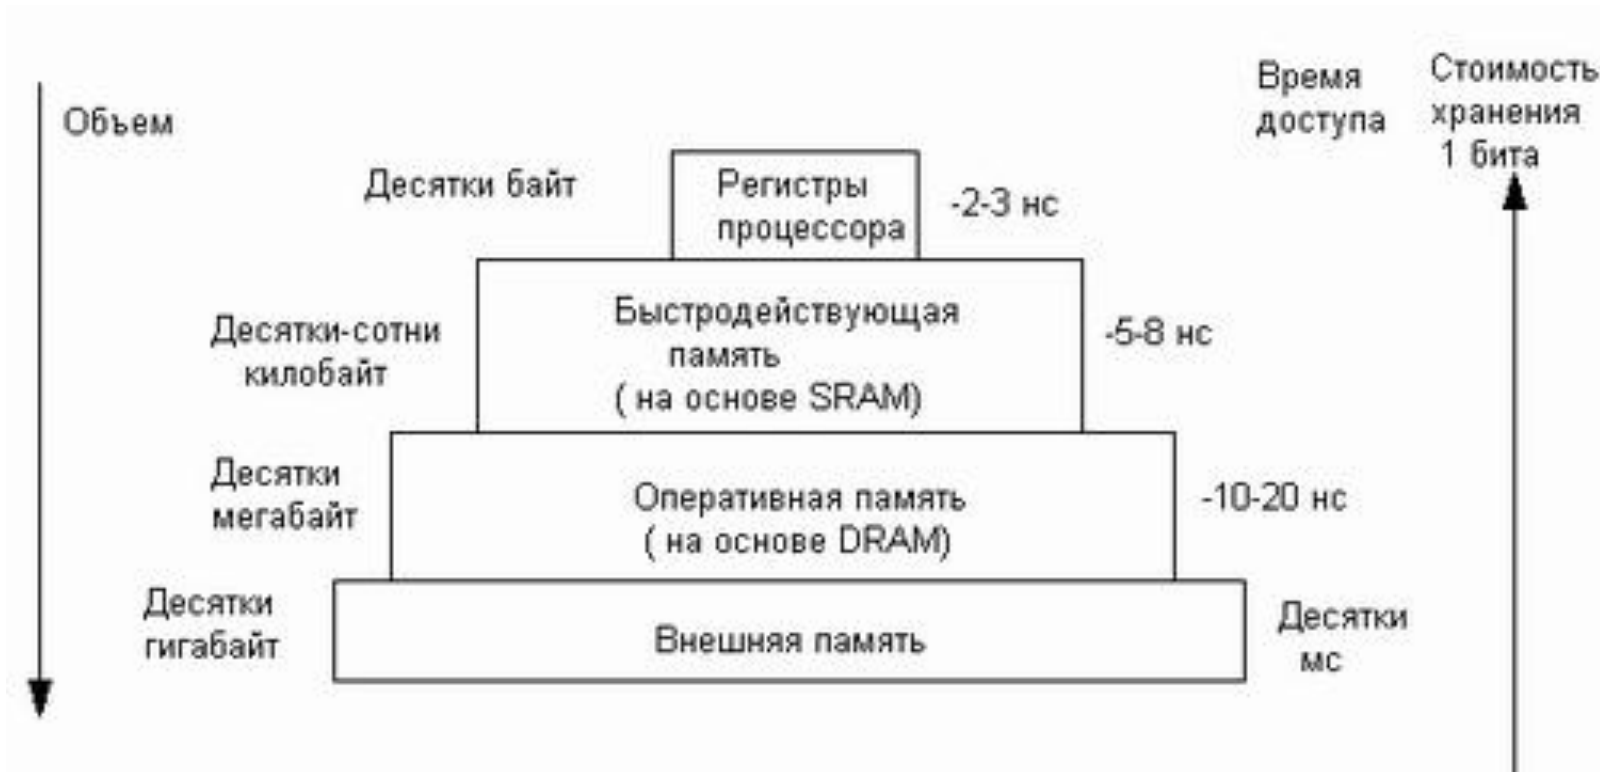 Объем
Время
доступа
Стоимость
хранения
1 бита
Десятки байт
Регистры
процессора
-2-3 нс
Десятки-сотни
килобайт
Быстродействующая
память
( на основе SRAM)
-5-8 нс
Десятки
мегабайт
Оперативная память
( на основе DRAM)
-10-20 нс
Десятки
гигабайт
Внешняя память
Десятки
мс